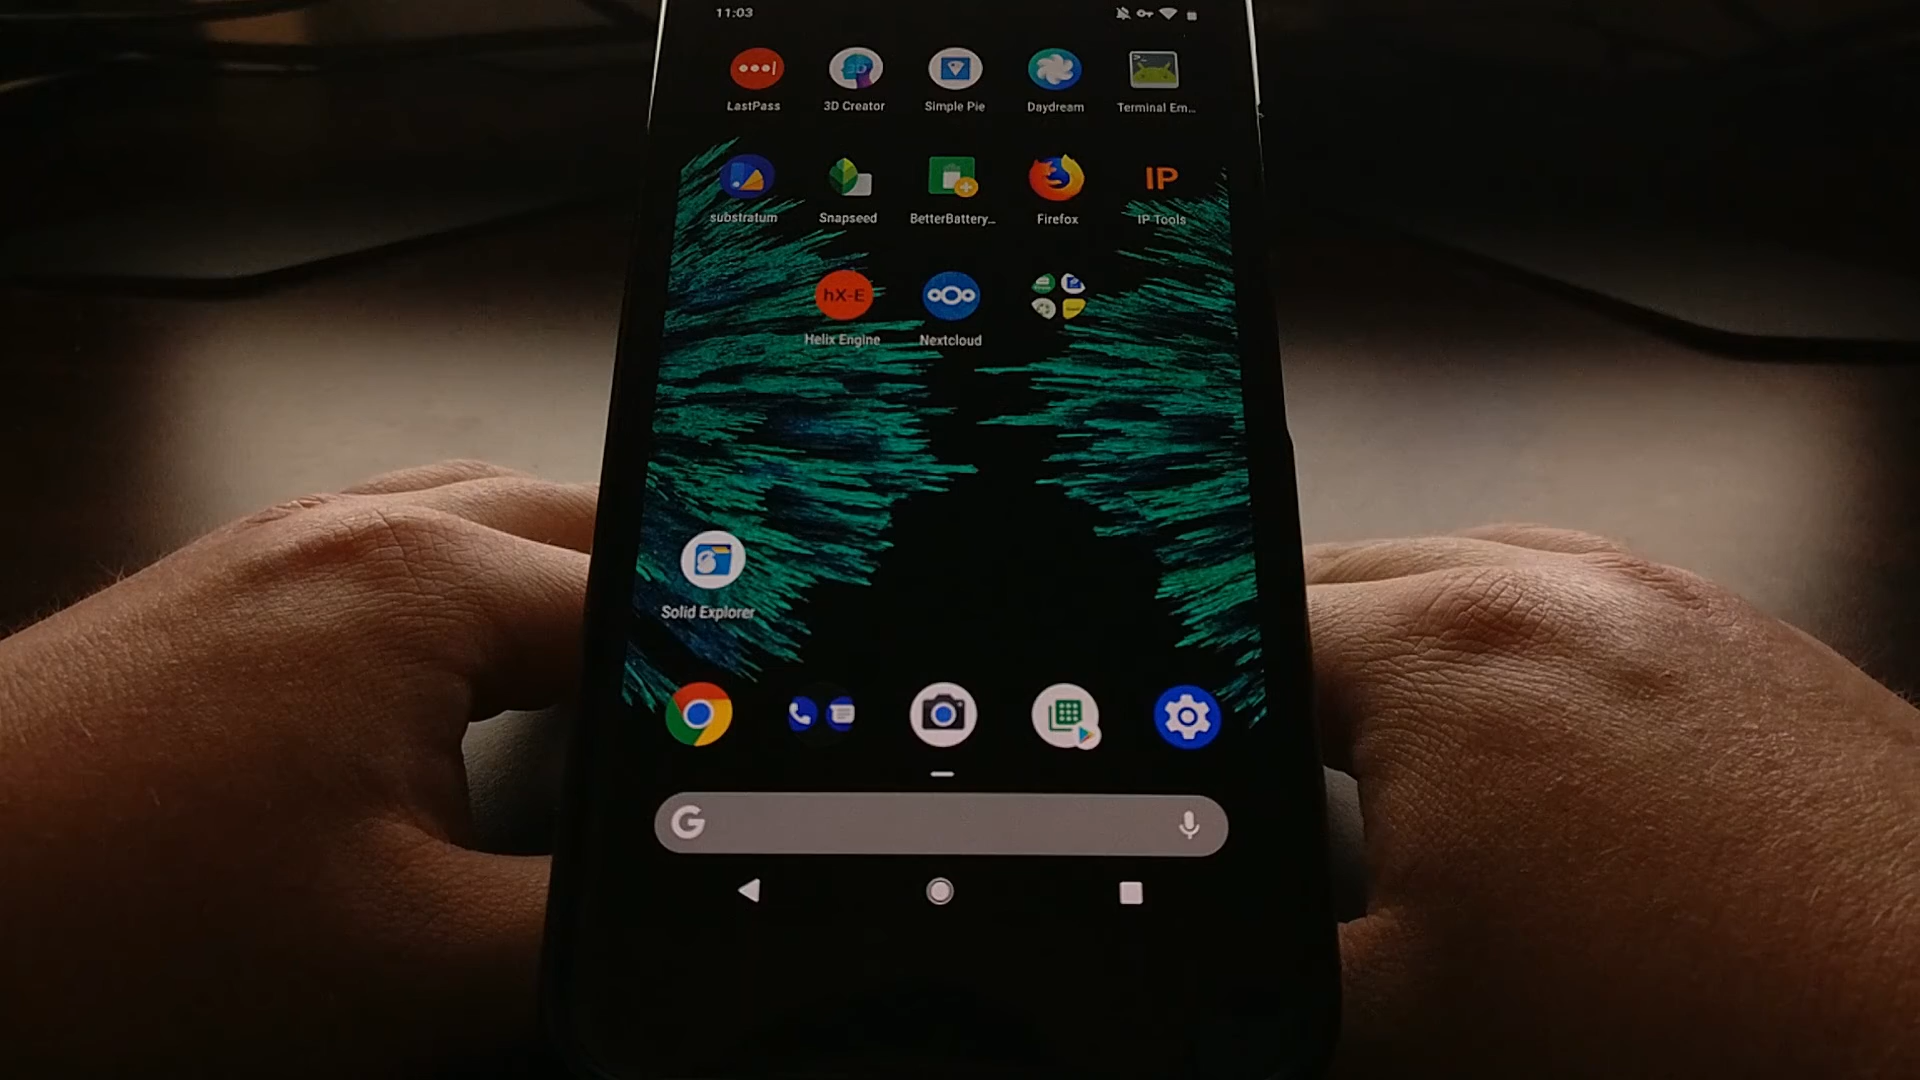 11:03
LastPass
3D Creator
Simple Pie
Daydream
Terminal Em...
substratum
Snapseed
BetterBattery...
Firefox
IP
IP Tools
hX-E
Helix Engine
Nextcloud
Solid Explorer
G